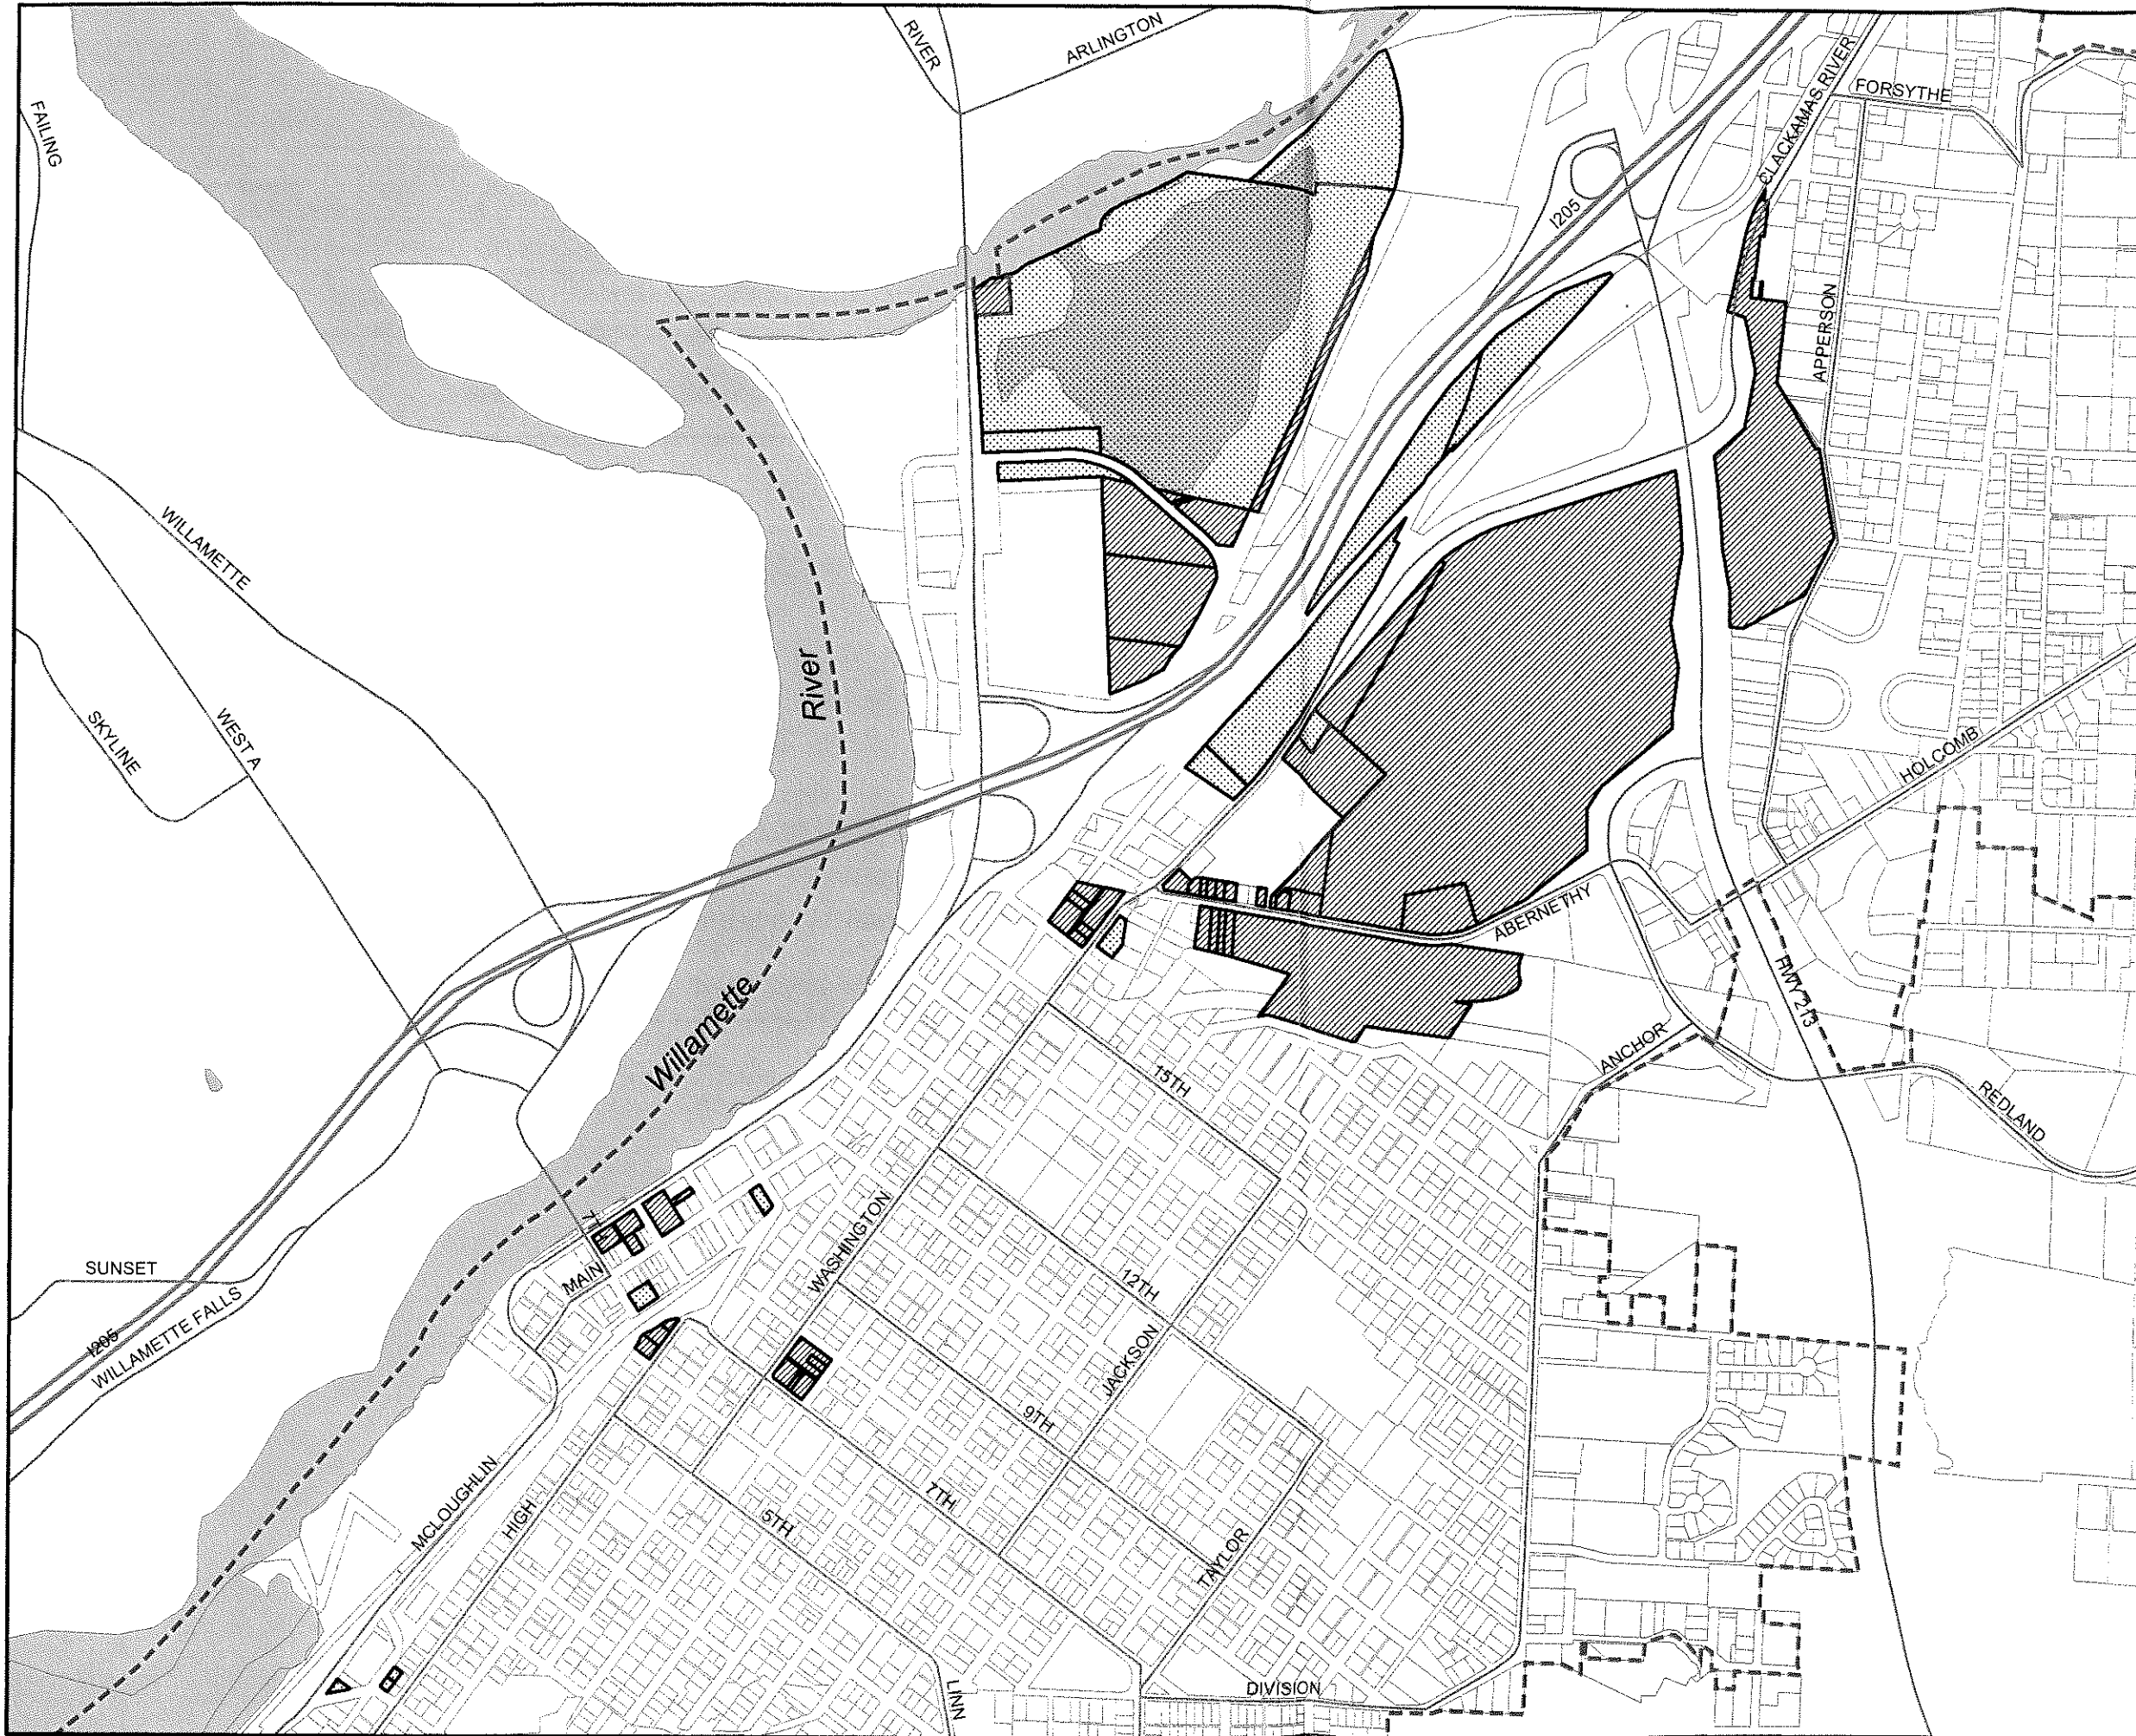 RIVER
ARLINGTON
FAILING
CLACKAMAS RIVER
FORSYTHE
I205
APPERSON
WILLAMETTE
River
SKYLINE
WEST A
HOLCOMB
ABERNETHY
HWY 213
Willamette
ANCHOR
15TH
REDLAND
WASHINGTON
MAIN
12TH
SUNSET
I205
WILLAMETTE FALLS
JACKSON
9TH
MCLOUGHLIN
HIGH
7TH
5TH
TAYLOR
LINN
DIVISION